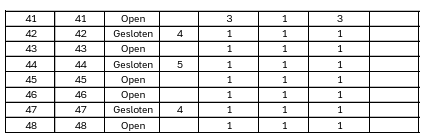 41 41 Open 3 1 3
42 42 Gesloten 4 1 1 1
43 43 Open 1 1 1
44 44 Gesloten 5 1 1 1
45 45 Open 1 1 1
46 46 Open 1 1 1
47 47 Gesloten 4 1 1 1
48 48 Open 1 1 1